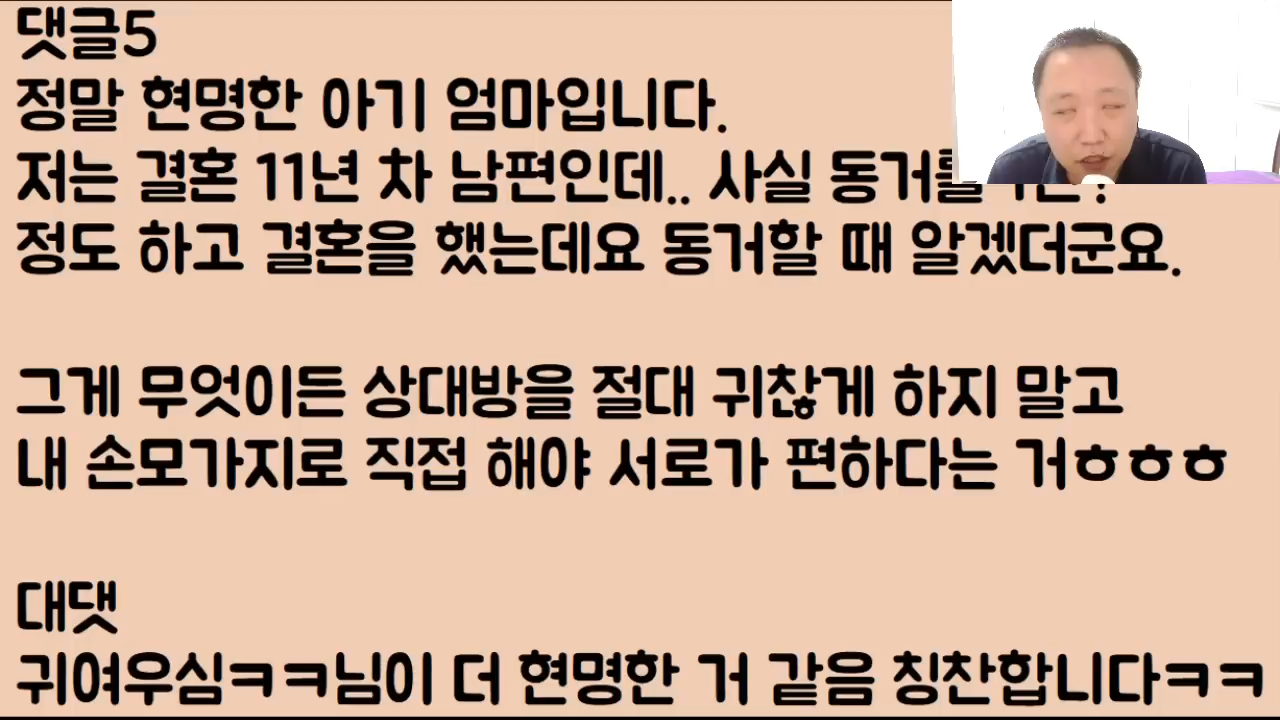 댓글5
정말 현명한 아기 엄마입니다.
저는 결혼 11년 차 남편인데.. 사실 동거를
정도 하고 결혼을 했는데요 동거할 때 알겠더군요.
그게 무엇이든 상대방을 절대 귀찮게 하지 말고
내 손모가지로 직접 해야 서로가 편하다는 거ㅎㅎㅎ
대댓
귀여우심ㅋㅋ님이 더 현명한 거 같음 칭찬합니다ㅋㅋ